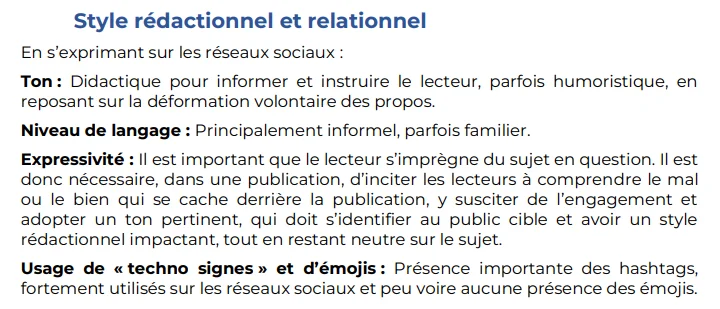 Style rédactionnel et relationnel
En s’exprimant sur les réseaux sociaux :
Ton : Didactique pour informer et instruire le lecteur, parfois humoristique, en
reposant sur la déformation volontaire des propos.
Niveau de langage : Principalement informel, parfois familier.
Expressivité : Il est important que le lecteur s’imprègne du sujet en question. Il est
donc nécessaire, dans une publication, d’inciter les lecteurs à comprendre le mal
ou le bien qui se cache derrière la publication, y susciter de l’engagement et
adopter un ton pertinent, qui doit s’identifier au public cible et avoir un style
rédactionnel impactant, tout en restant neutre sur le sujet.
Usage de « techno signes » et d’émojis : Présence importante des hashtags,
fortement utilisés sur les réseaux sociaux et peu voire aucune présence des émojis.